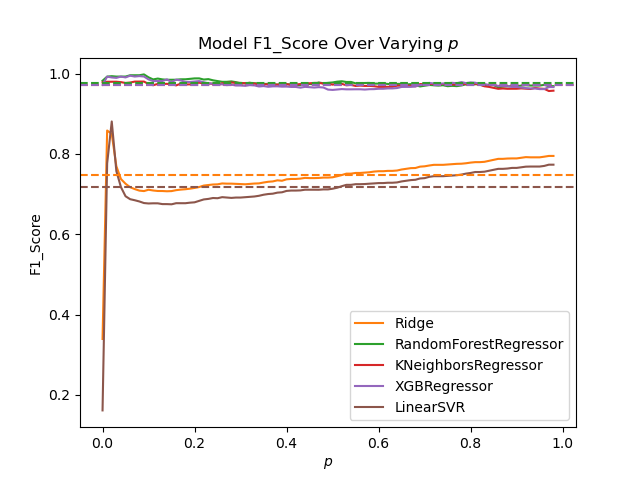 Model F1_Score Over Varying p
1.0
0.8
0.6
0.4
0.2
F1_Score
Ridge
RandomForestRegressor
KNeighborsRegressor
XGBRegressor
LinearSVR
0.0 0.2 0.4 0.6 0.8 1.0
p